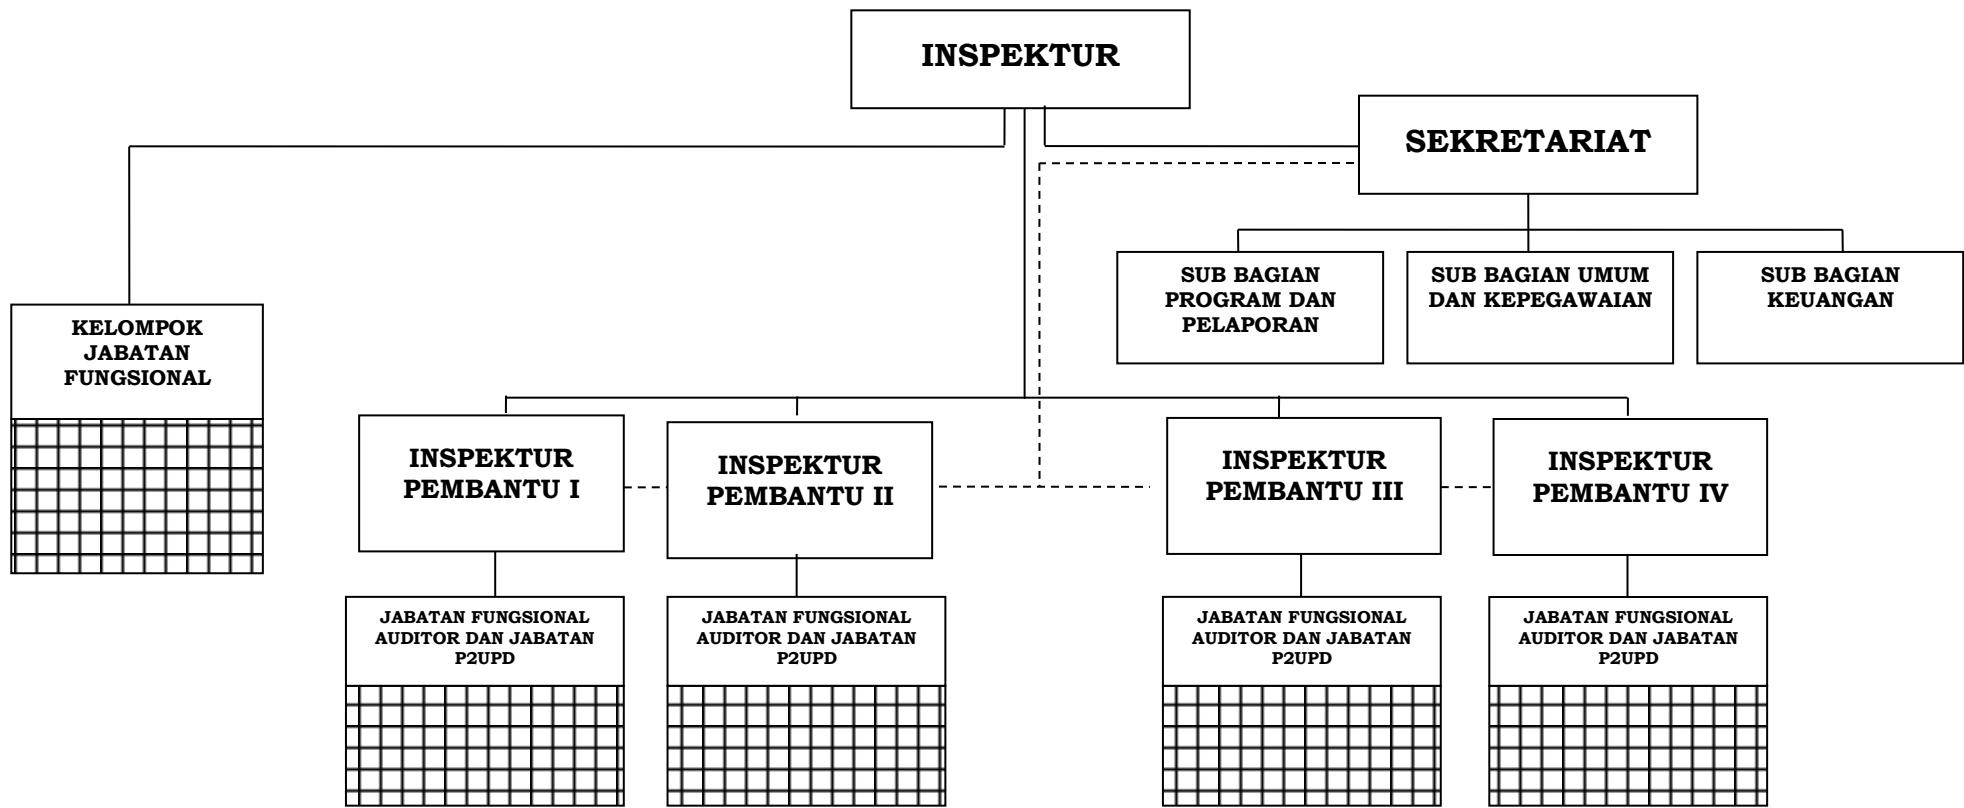 INSPEKTUR
SEKRETARIAT
SUB BAGIAN
PROGRAM DAN
PELAPORAN
SUB BAGIAN UMUM
DAN KEPEGAWAIAN
SUB BAGIAN
KEUANGAN
KELOMPOK
JABATAN
FUNGSIONAL
INSPEKTUR
PEMBANTU I
INSPEKTUR
PEMBANTU II
INSPEKTUR
PEMBANTU III
INSPEKTUR
PEMBANTU IV
JABATAN FUNGSIONAL
AUDITOR DAN JABATAN
P2UPD
JABATAN FUNGSIONAL
AUDITOR DAN JABATAN
P2UPD
JABATAN FUNGSIONAL
AUDITOR DAN JABATAN
P2UPD
JABATAN FUNGSIONAL
AUDITOR DAN JABATAN
P2UPD